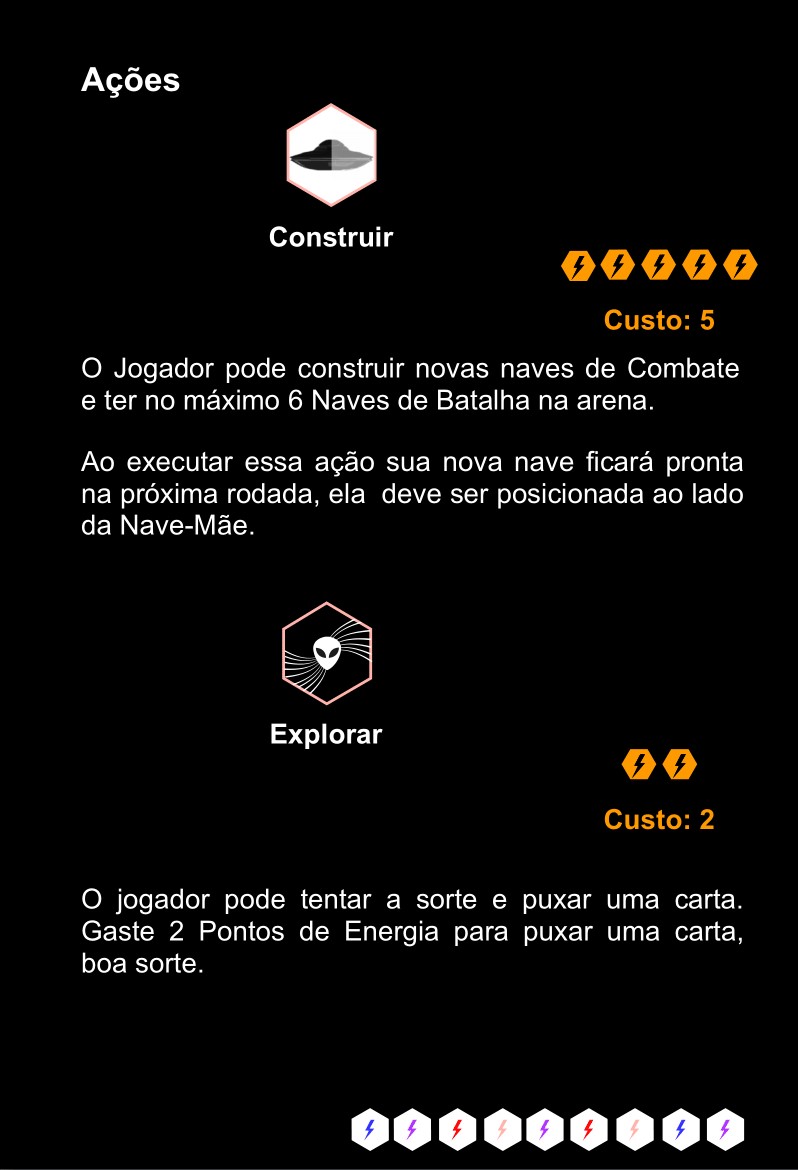 Ações
Construir
Custo: 5
O Jogador pode construir novas naves de Combate
e ter no máximo 6 Naves de Batalha na arena.
Ao executar essa ação sua nova nave ficará pronta
na próxima rodada, ela  deve ser posicionada ao lado
da Nave-Mãe.
Explorar
Custo: 2
O jogador pode tentar a sorte e puxar uma carta.
Gaste 2 Pontos de Energia para puxar uma carta,
boa sorte.